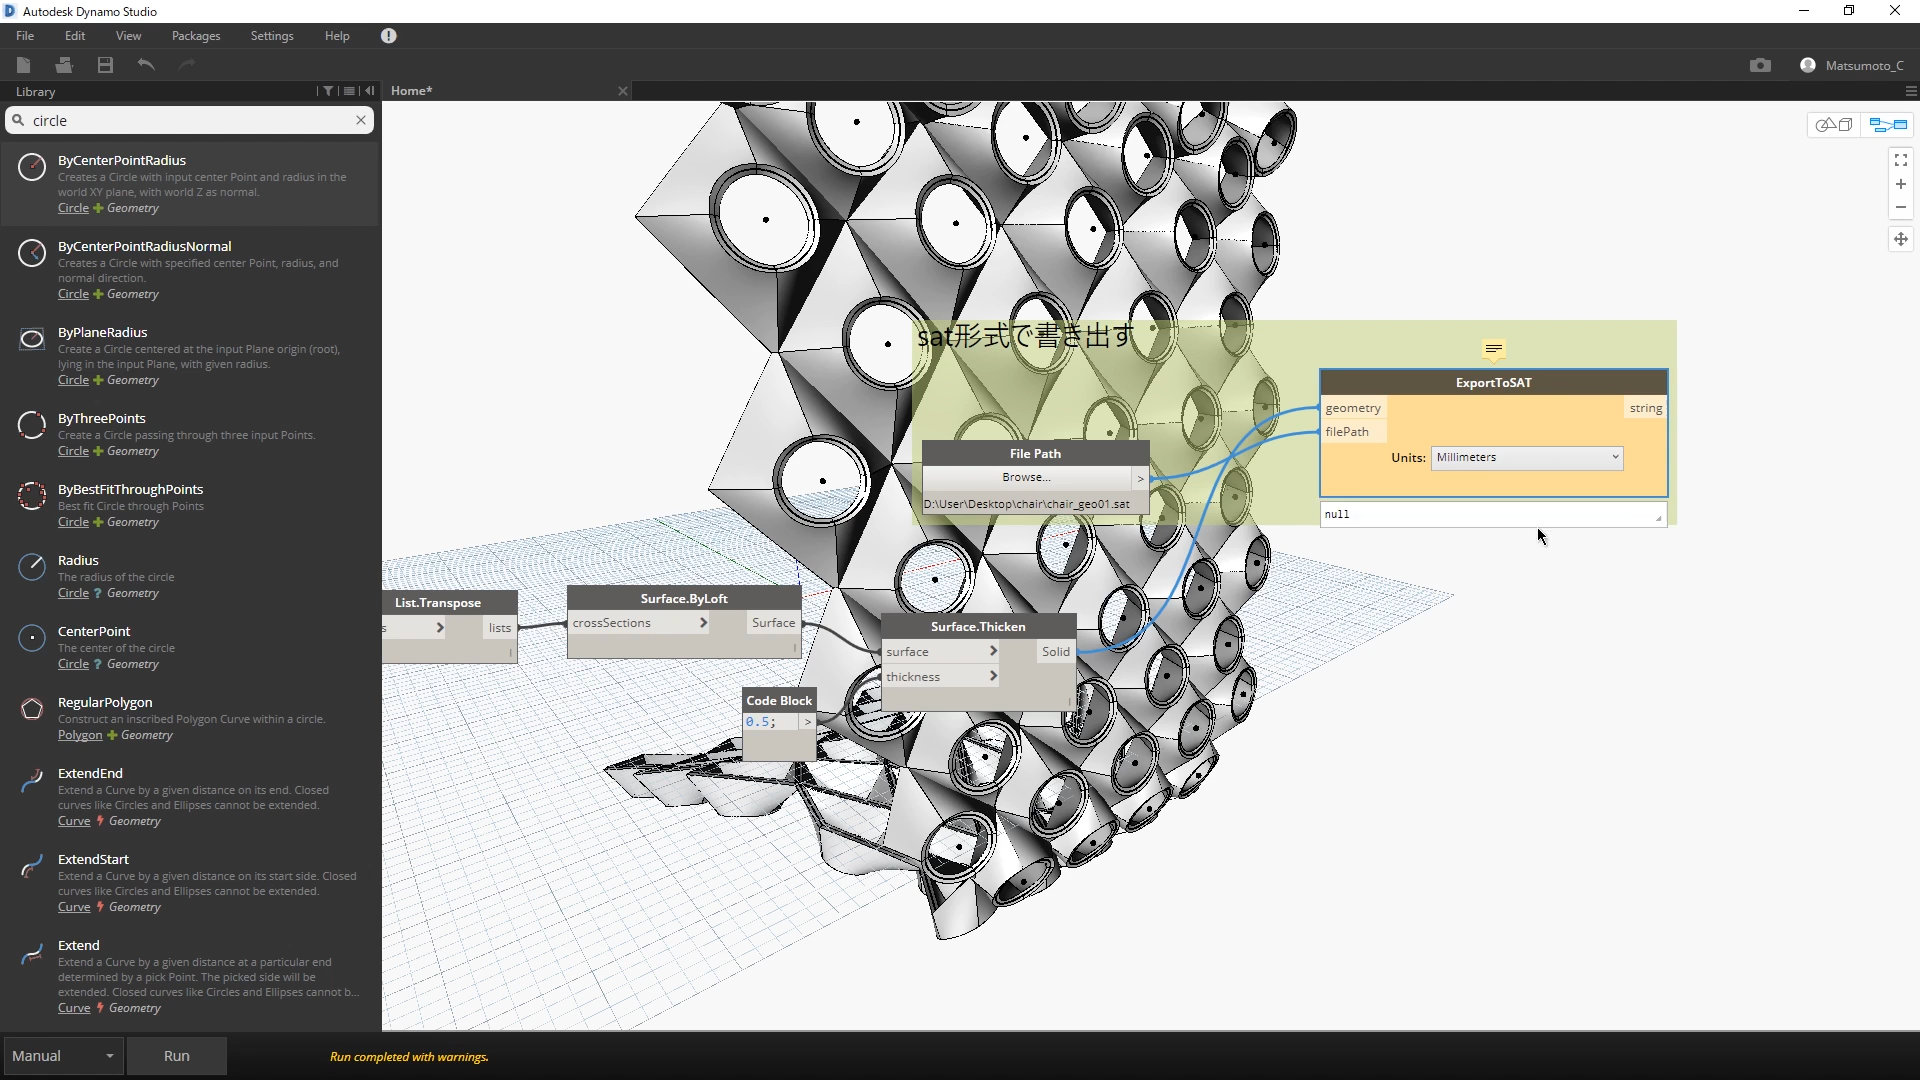 Autodesk Dynamo Studio
File Edit View Packages Settings Help
Matsumoto_C
Library
Home*
circle
ByCenterPointRadius
Creates a Circle with input center Point and radius in the
world XY plane, with world Z as normal.
Circle + Geometry
ByCenterPointRadiusNormal
Creates a Circle with specified center Point, radius, and
normal direction.
Circle + Geometry
ByPlaneRadius
Create a Circle centered at the input Plane origin (root),
lying in the input Plane, with given radius.
Circle + Geometry
ByThreePoints
Create a Circle passing through three input Points.
Circle + Geometry
ByBestFitThroughPoints
Best fit Circle through Points
Circle + Geometry
Radius
The radius of the circle
Circle ? Geometry
CenterPoint
The center of the circle
Circle ? Geometry
RegularPolygon
Construct an inscribed Polygon Curve within a circle.
Polygon + Geometry
ExtendEnd
Extend a Curve by a given distance on its end. Closed
curves like Circles and Ellipses cannot be extended.
Curve Geometry
ExtendStart
Extend a Curve by a given distance on its start side. Closed
curves like Circles and Ellipses cannot be extended.
Curve Geometry
Extend
Extend a Curve by a given distance at a particular end
determined by a pick Point. The picked side will be
extended. Closed curves like Circles and Ellipses cannot b...
Curve Geometry
sat形式で書き出す
ExportToSAT
geometry string
filePath
Units: Millimeters
null
File Path
Browse... >
D:\User\Desktop\chair\chair_geo01.sat
List.Transpose
s > lists
Surface.ByLoft
crossSections > Surface
Surface.Thicken
surface > Solid
thickness >
Code Block
0.5; >
Manual Run Run completed with warnings.